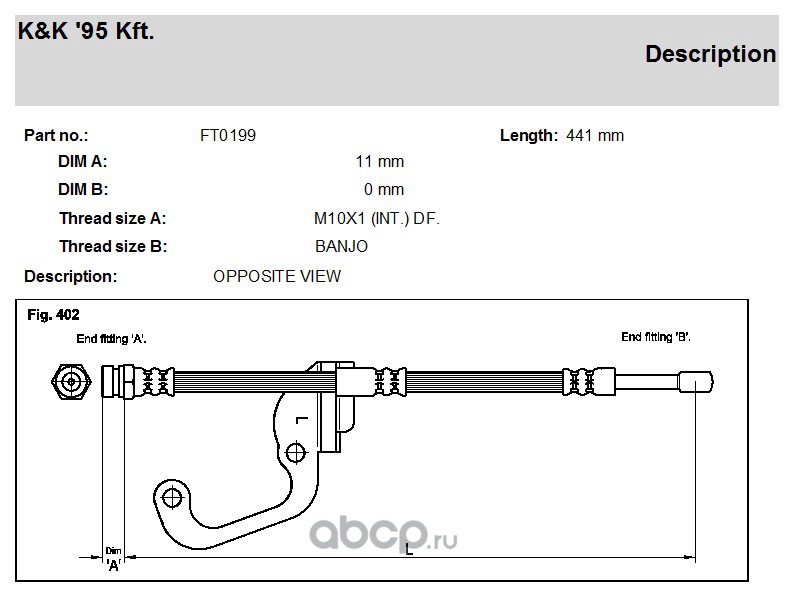 K&K '95 Kft.
Description
Part no.: FT0199 Length: 441 mm
DIM A: 11 mm
DIM B: 0 mm
Thread size A: M10X1 (INT.) DF.
Thread size B: BANJO
Description: OPPOSITE VIEW
Fig. 402
End fitting 'A'.
End fitting 'B'.
L
abcp.ru
Dim
'A'
L